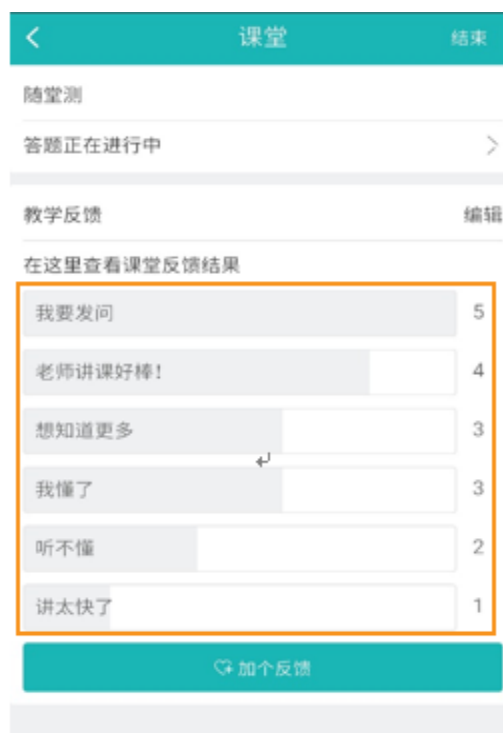 课堂 结束
随堂测
答题正在进行中
教学反馈 编辑
在这里查看课堂反馈结果
我要发问 5
老师讲课好棒！ 4
想知道更多 3
我懂了 3
听不懂 2
讲太快了 1
加个反馈